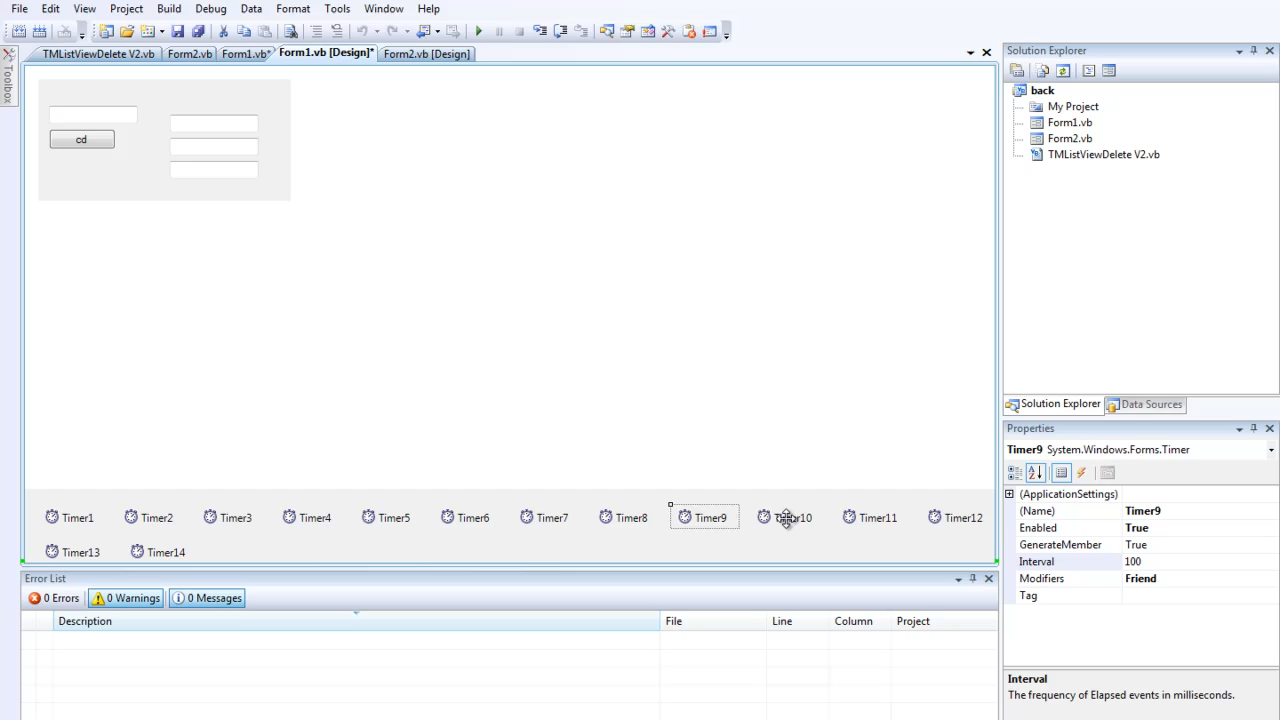 File Edit View Project Build Debug Data Format Tools Window Help
TMListViewDelete V2.vb Form2.vb Form1.vb* Form1.vb [Design]* Form2.vb [Design]
Toolbox
cd
Timer1 Timer2 Timer3 Timer4 Timer5 Timer6 Timer7 Timer8 Timer9 Timer10 Timer11 Timer12
Timer13 Timer14
Error List
0 Errors 0 Warnings 0 Messages
Description File Line Column Project
Solution Explorer
back
My Project
Form1.vb
Form2.vb
TMListViewDelete V2.vb
Solution Explorer Data Sources
Properties
Timer9 System.Windows.Forms.Timer
(ApplicationSettings)
(Name) Timer9
Enabled True
GenerateMember True
Interval 100
Modifiers Friend
Tag
Interval
The frequency of Elapsed events in milliseconds.